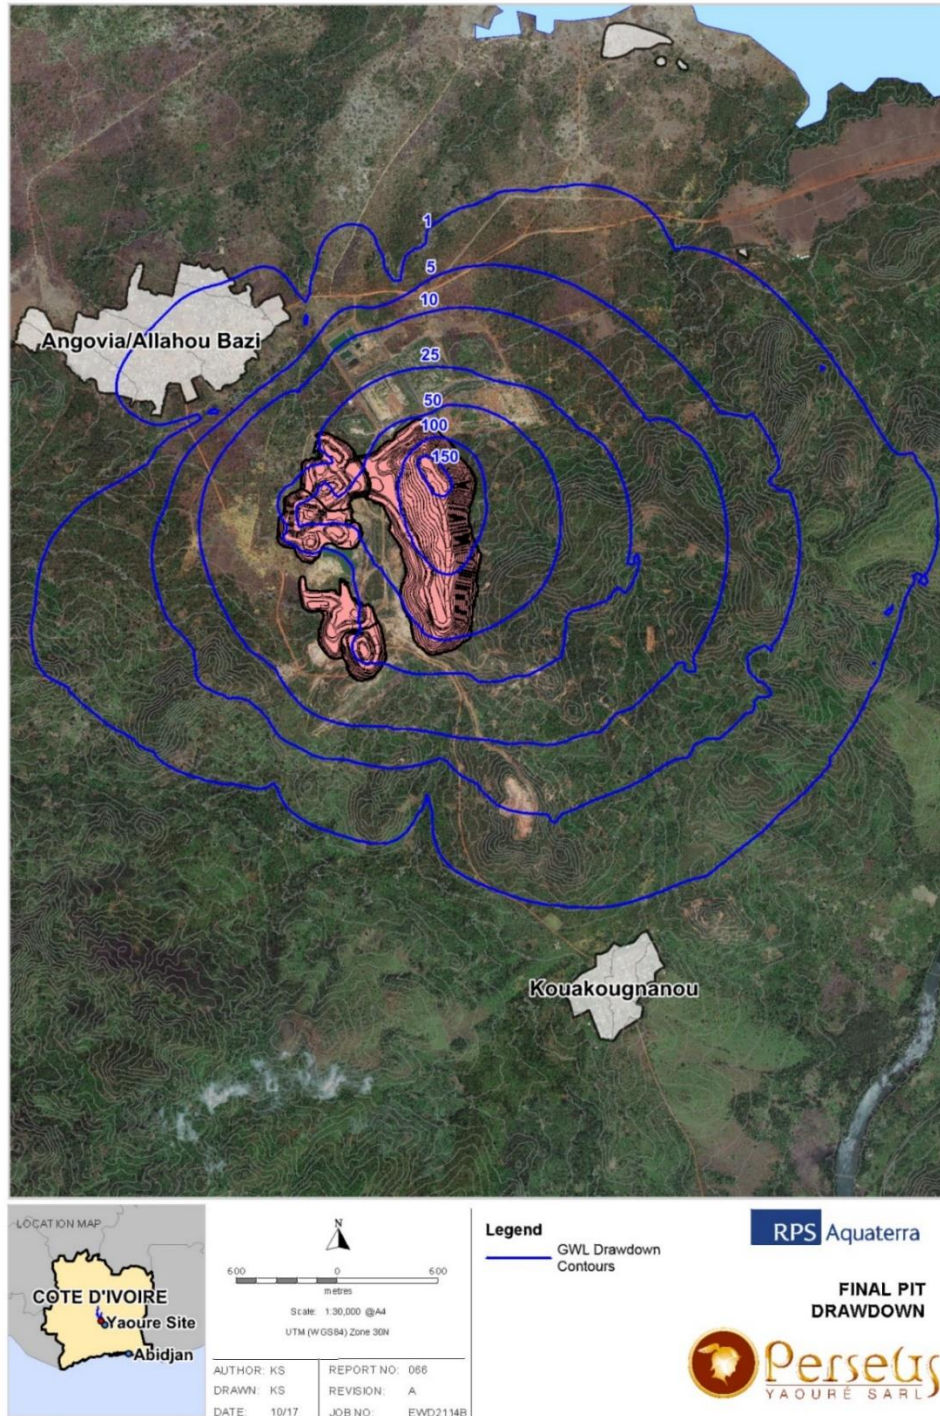 1
5
10
25
50
100
150
Angovia/Allahou Bazi
Kouakougnanou
LOCATION MAP
COTE D'IVOIRE
Yaoure Site
Abidjan
N
600 0 600
metres
Scale: 1:30,000 @A4
UTM (WGS84) Zone 30N
AUTHOR: KS REPORT NO: 066
DRAWN: KS REVISION: A
DATE: 10/17 JOB NO: EWD2114B
Legend
GWL Drawdown
Contours
RPS Aquaterra
FINAL PIT
DRAWDOWN
Perseus
YAOURÉ SARL